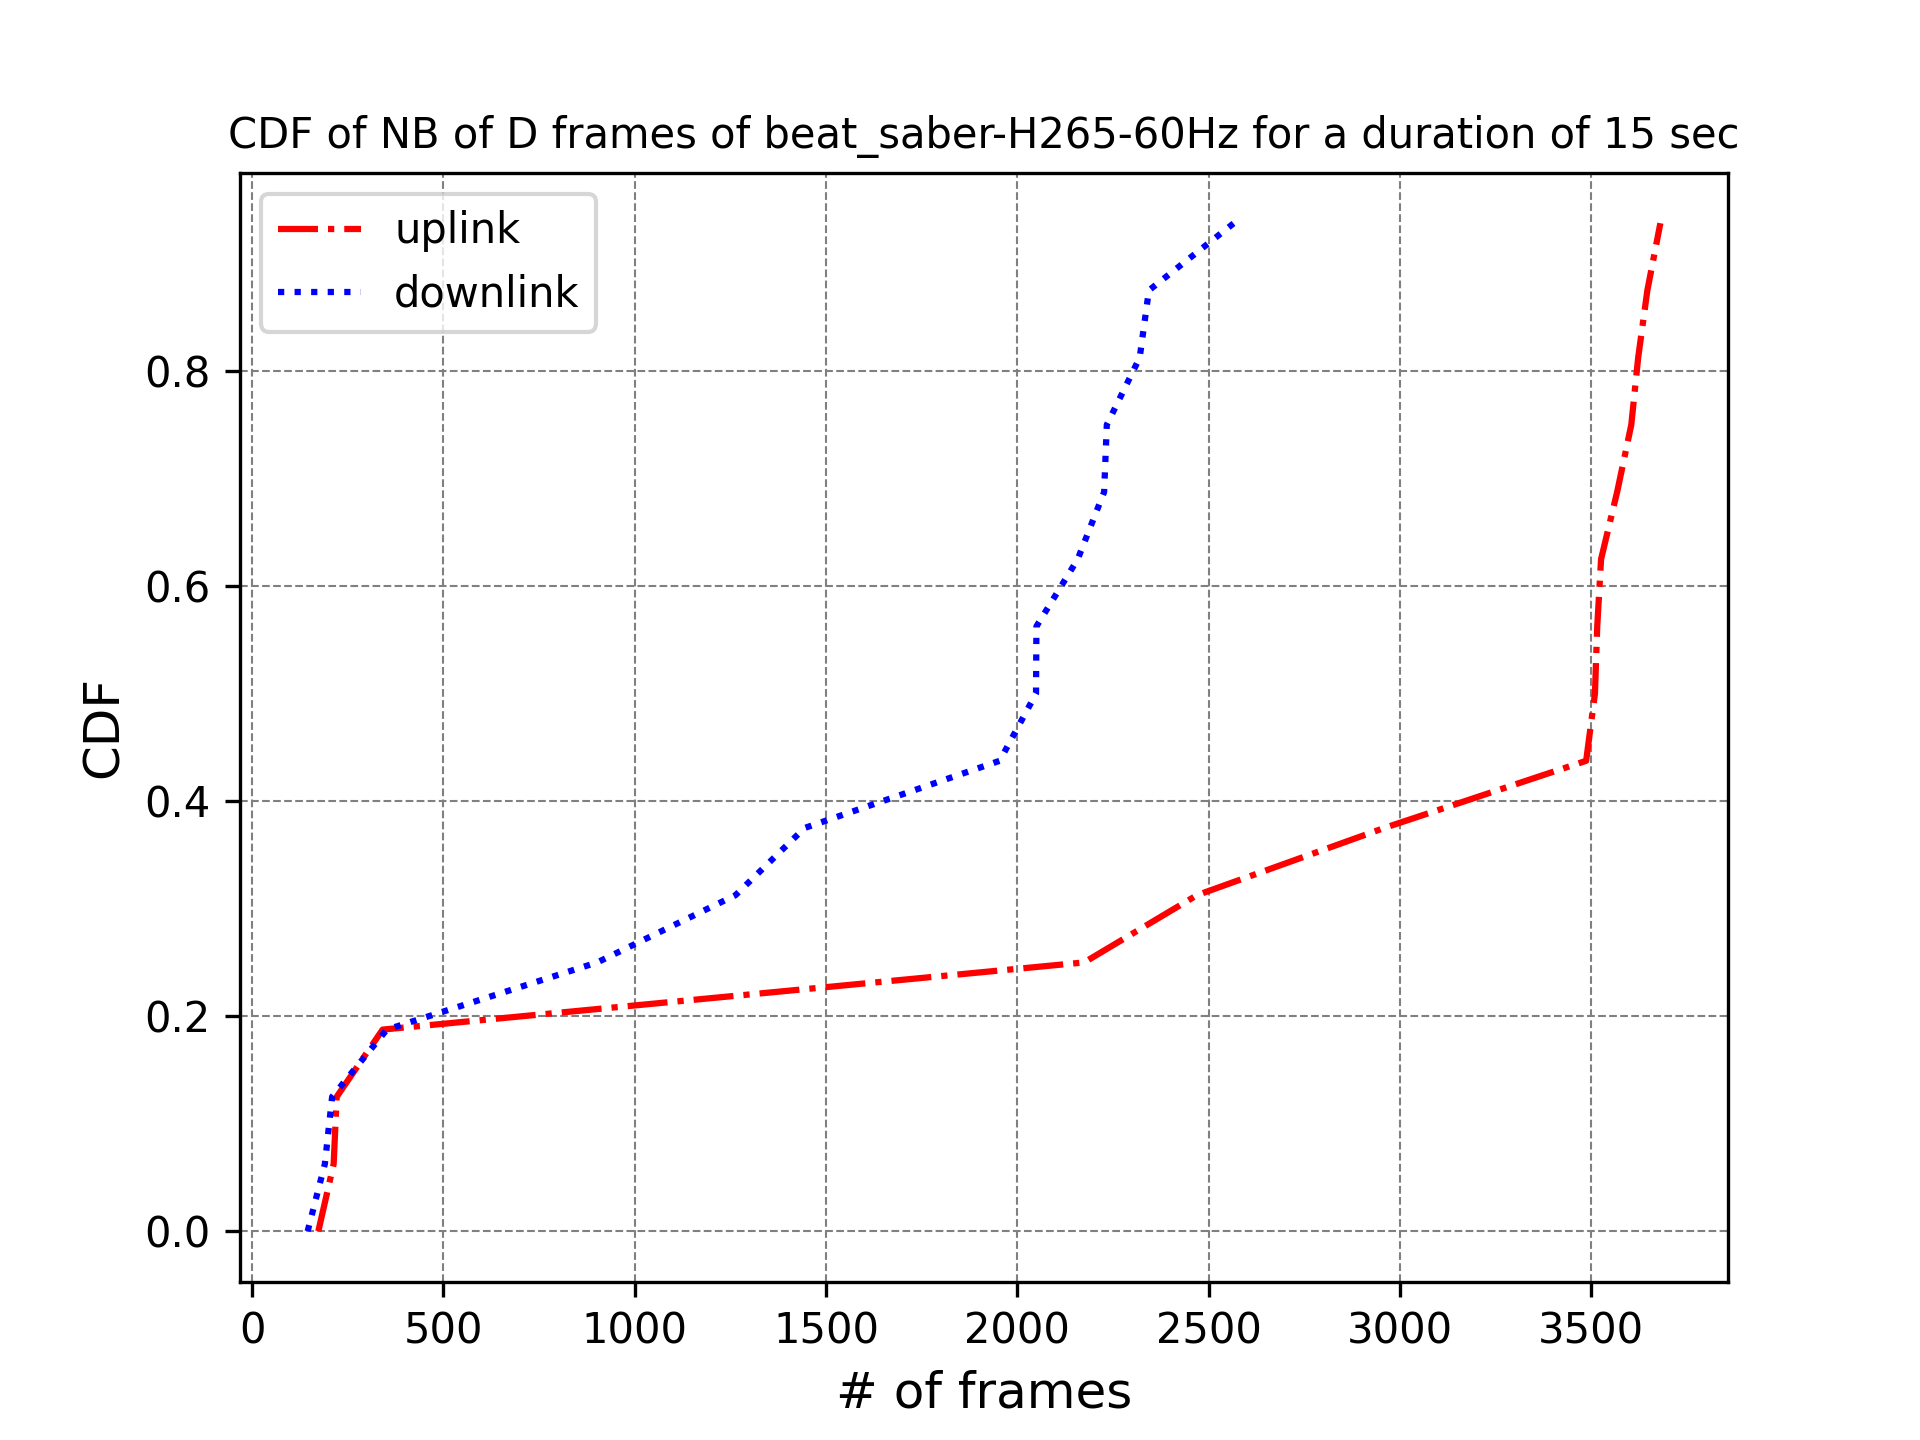 CDF of NB of D frames of beat_saber-H265-60Hz for a duration of 15 sec
uplink
downlink
0.8
0.6
0.4
0.2
0.0
CDF
0 500 1000 1500 2000 2500 3000 3500
# of frames